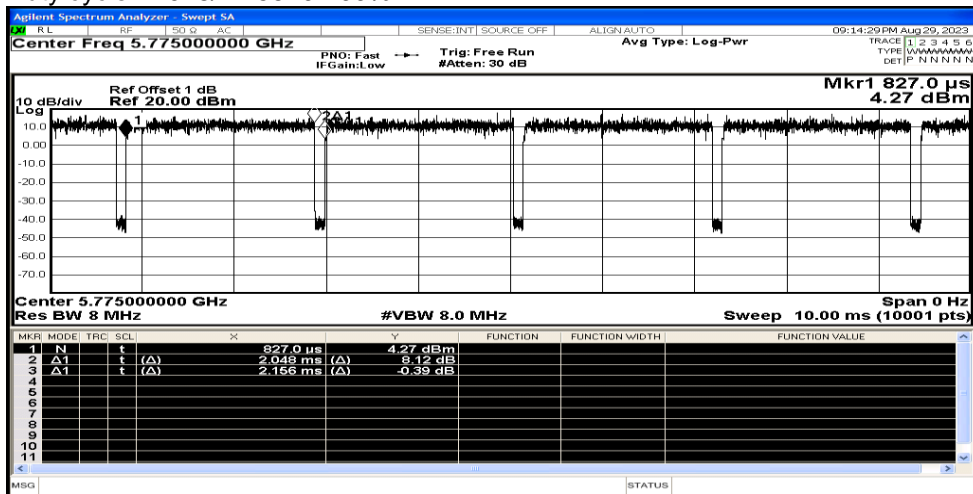 Agilent Spectrum Analyzer - Swept SA
LXI RL RF 50 Ω AC SENSE:INT SOURCE OFF ALIGN AUTO 09:14:29 PM Aug 29, 2023
Center Freq 5.775000000 GHz Avg Type: Log-Pwr TRACE 1 2 3 4 5 6
PNO: Fast Trig: Free Run TYPE WWWWWW
IFGain:Low #Atten: 30 dB DET P N N N N N
Mkr1 827.0 µs
Ref Offset 1 dB
10 dB/div Ref 20.00 dBm 4.27 dBm
Log
10.0
0.00
-10.0
-20.0
-30.0
-40.0
-50.0
-60.0
-70.0
1 2Δ1
Center 5.775000000 GHz Span 0 Hz
Res BW 8 MHz #VBW 8.0 MHz Sweep 10.00 ms (10001 pts)
MKR MODE TRC SCL X Y FUNCTION FUNCTION WIDTH FUNCTION VALUE
1 N t 827.0 µs 4.27 dBm
2 Δ1 t (Δ) 2.048 ms (Δ) 8.12 dB
3 Δ1 t (Δ) 2.156 ms (Δ) -0.39 dB
4
5
6
7
8
9
10
11
MSG STATUS